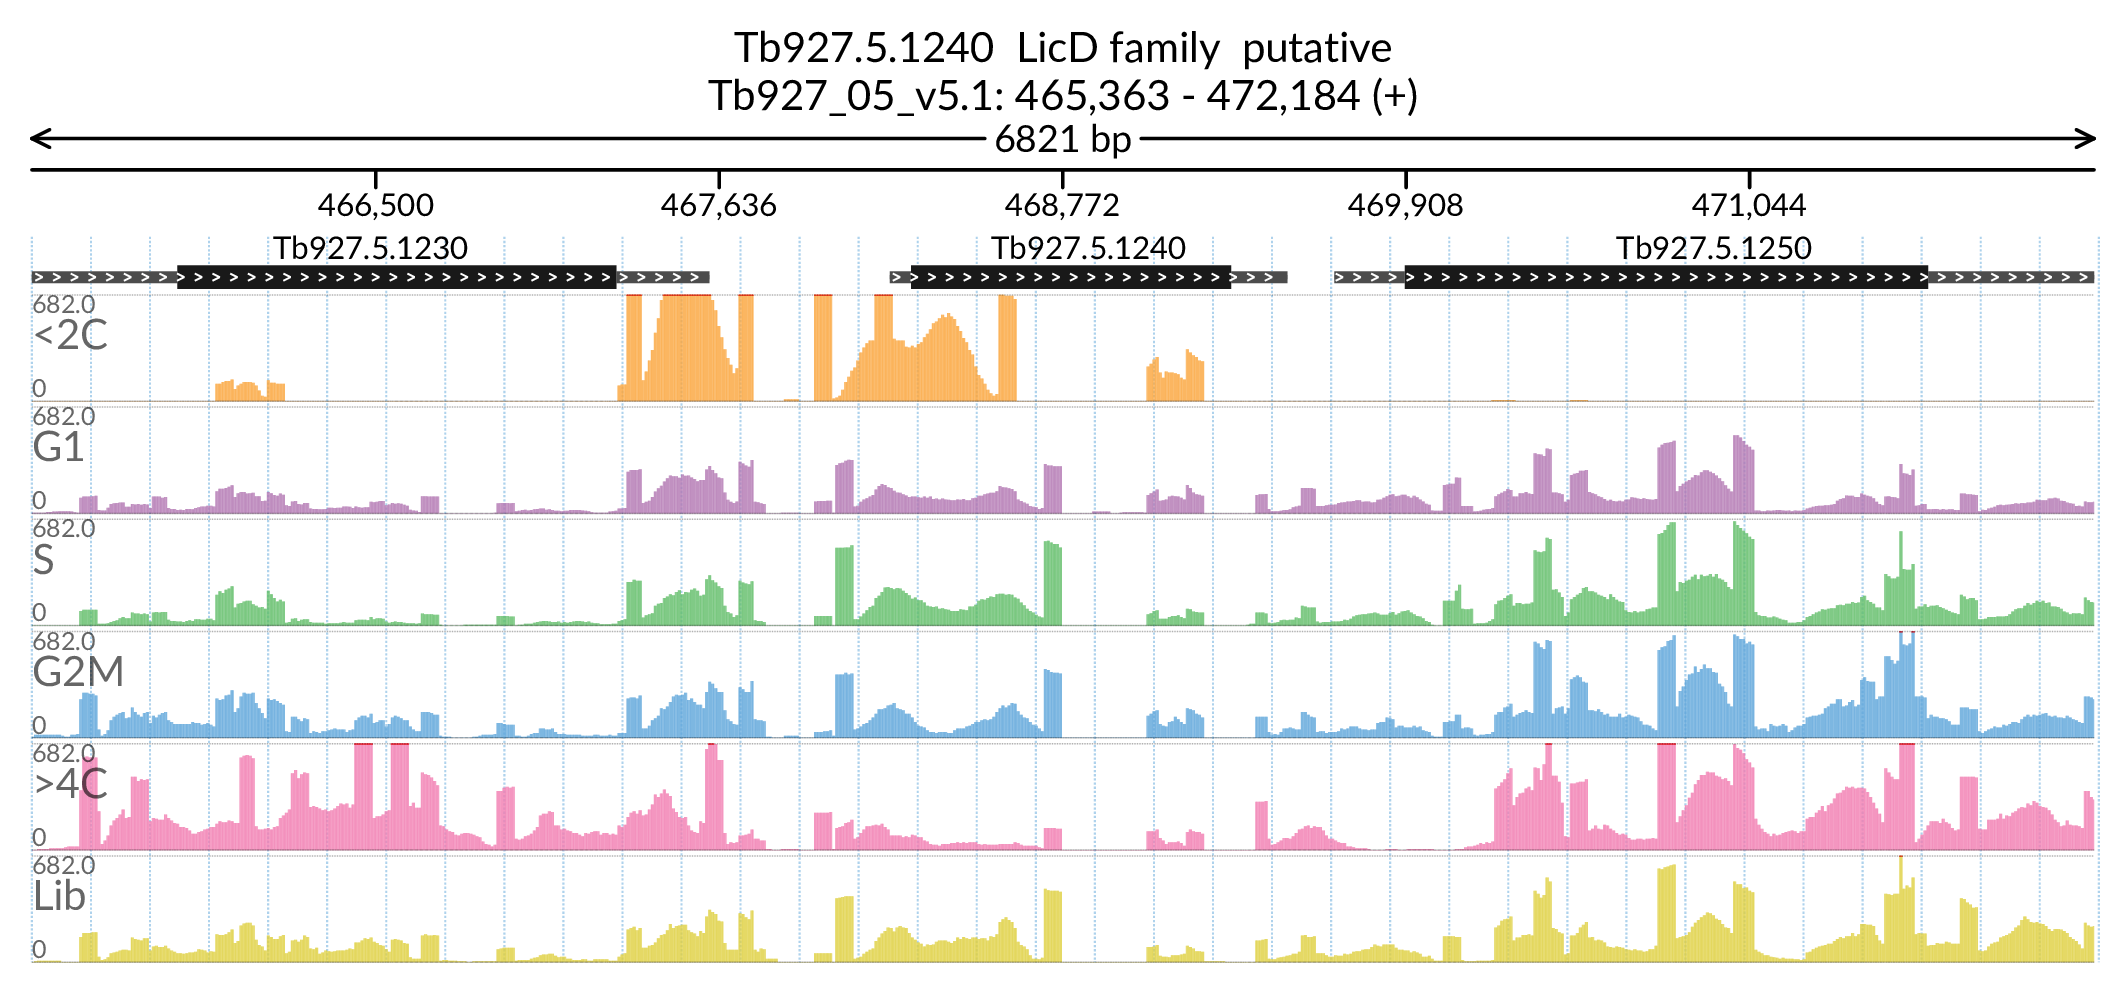 Tb927.5.1240 LicD family putative
Tb927_05_v5.1: 465,363 - 472,184 (+)
6821 bp
466,500 467,636 468,772 469,908 471,044
Tb927.5.1230 Tb927.5.1240 Tb927.5.1250
682.0
<2C
0
682.0
G1
0
682.0
S
0
682.0
G2M
0
682.0
>4C
0
682.0
Lib
0